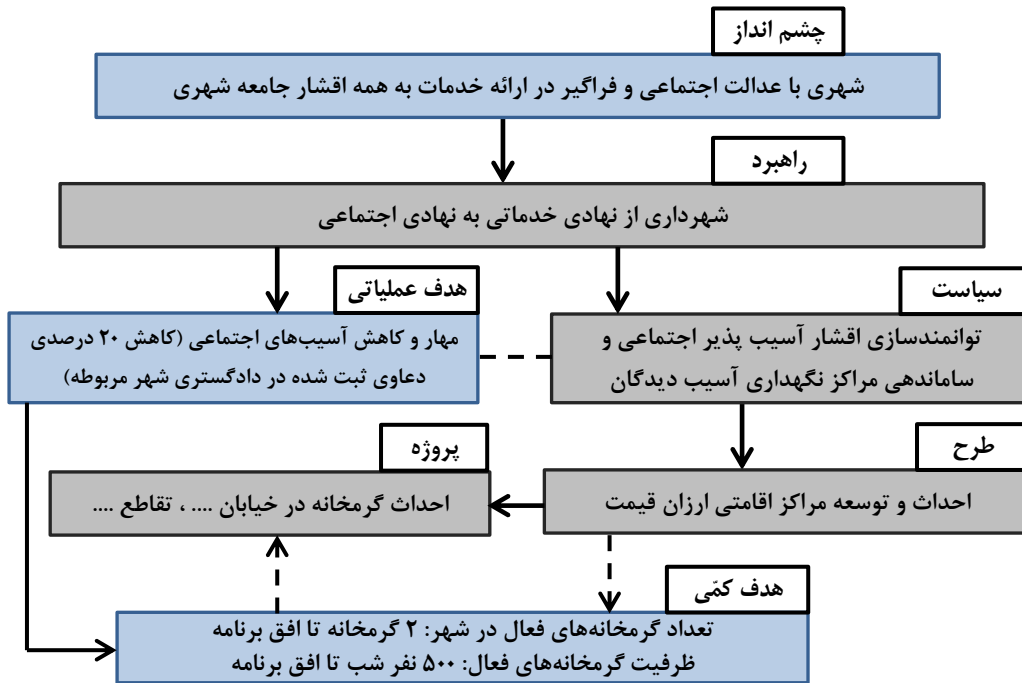 چشم انداز
شهری با عدالت اجتماعی و فراگیر در ارائه خدمات به همه اقشار جامعه شهری
راهبرد
شهرداری از نهادی خدماتی به نهادی اجتماعی
سیاست
توانمندسازی اقشار آسیب پذیر اجتماعی و
ساماندهی مراکز نگهداری آسیب دیدگان
هدف عملیاتی
مهار و کاهش آسیب‌های اجتماعی (کاهش ۲۰ درصدی
دعاوی ثبت شده در دادگستری شهر مربوطه)
طرح
احداث و توسعه مراکز اقامتی ارزان قیمت
پروژه
احداث گرمخانه در خیابان .... ، تقاطع ....
هدف کمّی
تعداد گرمخانه‌های فعال در شهر: ۲ گرمخانه تا افق برنامه
ظرفیت گرمخانه‌های فعال: ۵۰۰ نفر شب تا افق برنامه